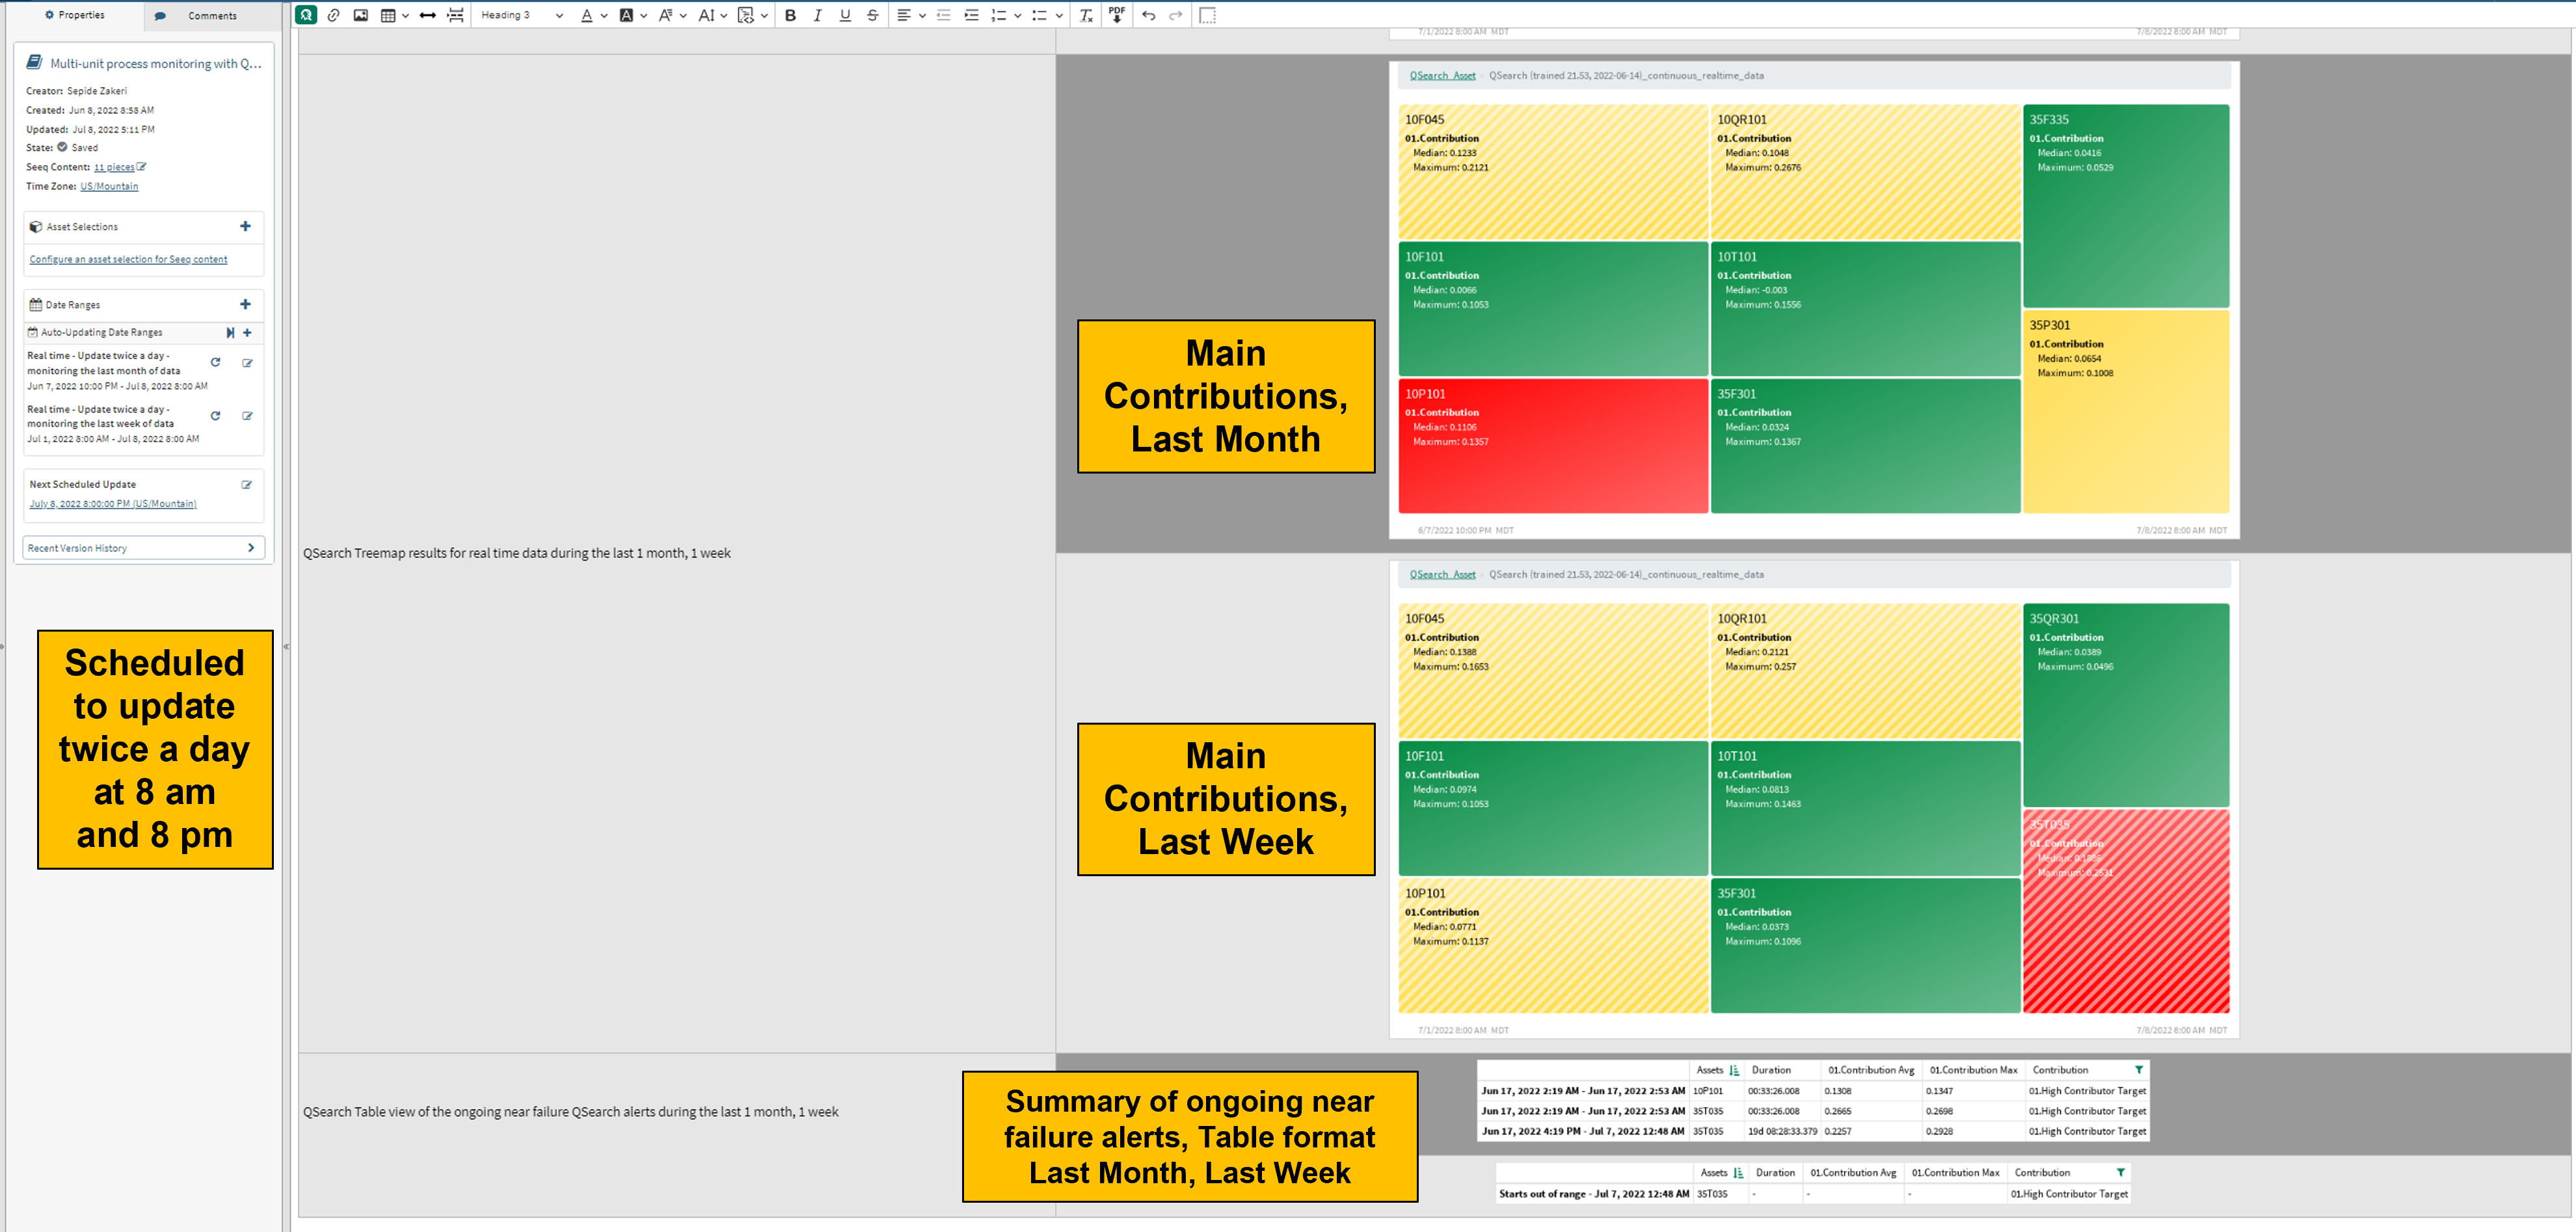 Properties
Comments
Heading 3
PDF
Multi-unit process monitoring with Q...
Creator: Sepide Zakeri
Created: Jun 8, 2022 8:58 AM
Updated: Jul 8, 2022 5:11 PM
State: Saved
Seeq Content: 11 pieces
Time Zone: US/Mountain
Asset Selections
Configure an asset selection for Seeq content
Date Ranges
Auto-Updating Date Ranges
Real time - Update twice a day -
monitoring the last month of data
Jun 7, 2022 10:00 PM - Jul 8, 2022 8:00 AM
Real time - Update twice a day -
monitoring the last week of data
Jul 1, 2022 8:00 AM - Jul 8, 2022 8:00 AM
Next Scheduled Update
July 8, 2022 8:00:00 PM (US/Mountain)
Recent Version History
Scheduled
to update
twice a day
at 8 am
and 8 pm
7/1/2022 8:00 AM MDT
7/8/2022 8:00 AM MDT
QSearch Treemap results for real time data during the last 1 month, 1 week
Main
Contributions,
Last Month
QSearch_Asset QSearch (trained 21.53, 2022-06-14)_continuous_realtime_data
10F045
01.Contribution
Median: 0.1233
Maximum: 0.2121
10QR101
01.Contribution
Median: 0.1048
Maximum: 0.2676
35F335
01.Contribution
Median: 0.0416
Maximum: 0.0529
10F101
01.Contribution
Median: 0.0066
Maximum: 0.1053
10T101
01.Contribution
Median: -0.003
Maximum: 0.1556
35P301
01.Contribution
Median: 0.0654
Maximum: 0.1008
10P101
01.Contribution
Median: 0.1106
Maximum: 0.1357
35F301
01.Contribution
Median: 0.0324
Maximum: 0.1367
6/7/2022 10:00 PM MDT
7/8/2022 8:00 AM MDT
Main
Contributions,
Last Week
QSearch_Asset QSearch (trained 21.53, 2022-06-14)_continuous_realtime_data
10F045
01.Contribution
Median: 0.1388
Maximum: 0.1653
10QR101
01.Contribution
Median: 0.2121
Maximum: 0.257
35QR301
01.Contribution
Median: 0.0389
Maximum: 0.0496
10F101
01.Contribution
Median: 0.0974
Maximum: 0.1053
10T101
01.Contribution
Median: 0.0813
Maximum: 0.1463
35T035
01.Contribution
Median:
Maximum: 0.2531
10P101
01.Contribution
Median: 0.0771
Maximum: 0.1137
35F301
01.Contribution
Median: 0.0373
Maximum: 0.1096
7/1/2022 8:00 AM MDT
7/8/2022 8:00 AM MDT
QSearch Table view of the ongoing near failure QSearch alerts during the last 1 month, 1 week
Summary of ongoing near
failure alerts, Table format
Last Month, Last Week
Assets Duration 01.Contribution Avg 01.Contribution Max Contribution
Jun 17, 2022 2:19 AM - Jun 17, 2022 2:53 AM 10P101 00:33:26.008 0.1308 0.1347 01.High Contributor Target
Jun 17, 2022 2:19 AM - Jun 17, 2022 2:53 AM 35T035 00:33:26.008 0.2665 0.2698 01.High Contributor Target
Jun 17, 2022 4:19 PM - Jul 7, 2022 12:48 AM 35T035 19d 08:28:33.379 0.2257 0.2928 01.High Contributor Target
Assets Duration 01.Contribution Avg 01.Contribution Max Contribution
Starts out of range - Jul 7, 2022 12:48 AM 35T035 - - - 01.High Contributor Target